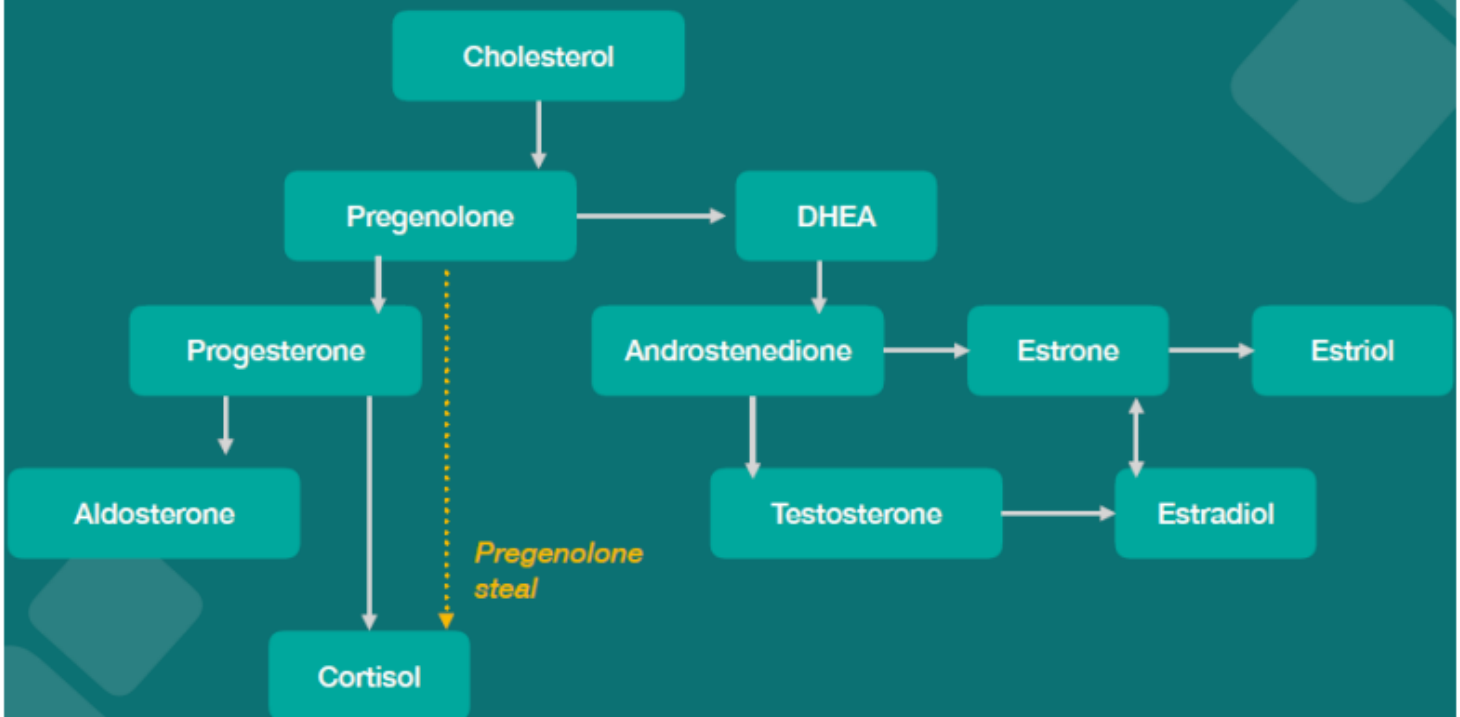 Cholesterol
Pregenolone
DHEA
Progesterone
Androstenedione
Estrone
Estriol
Aldosterone
Testosterone
Estradiol
Pregenolone
steal
Cortisol